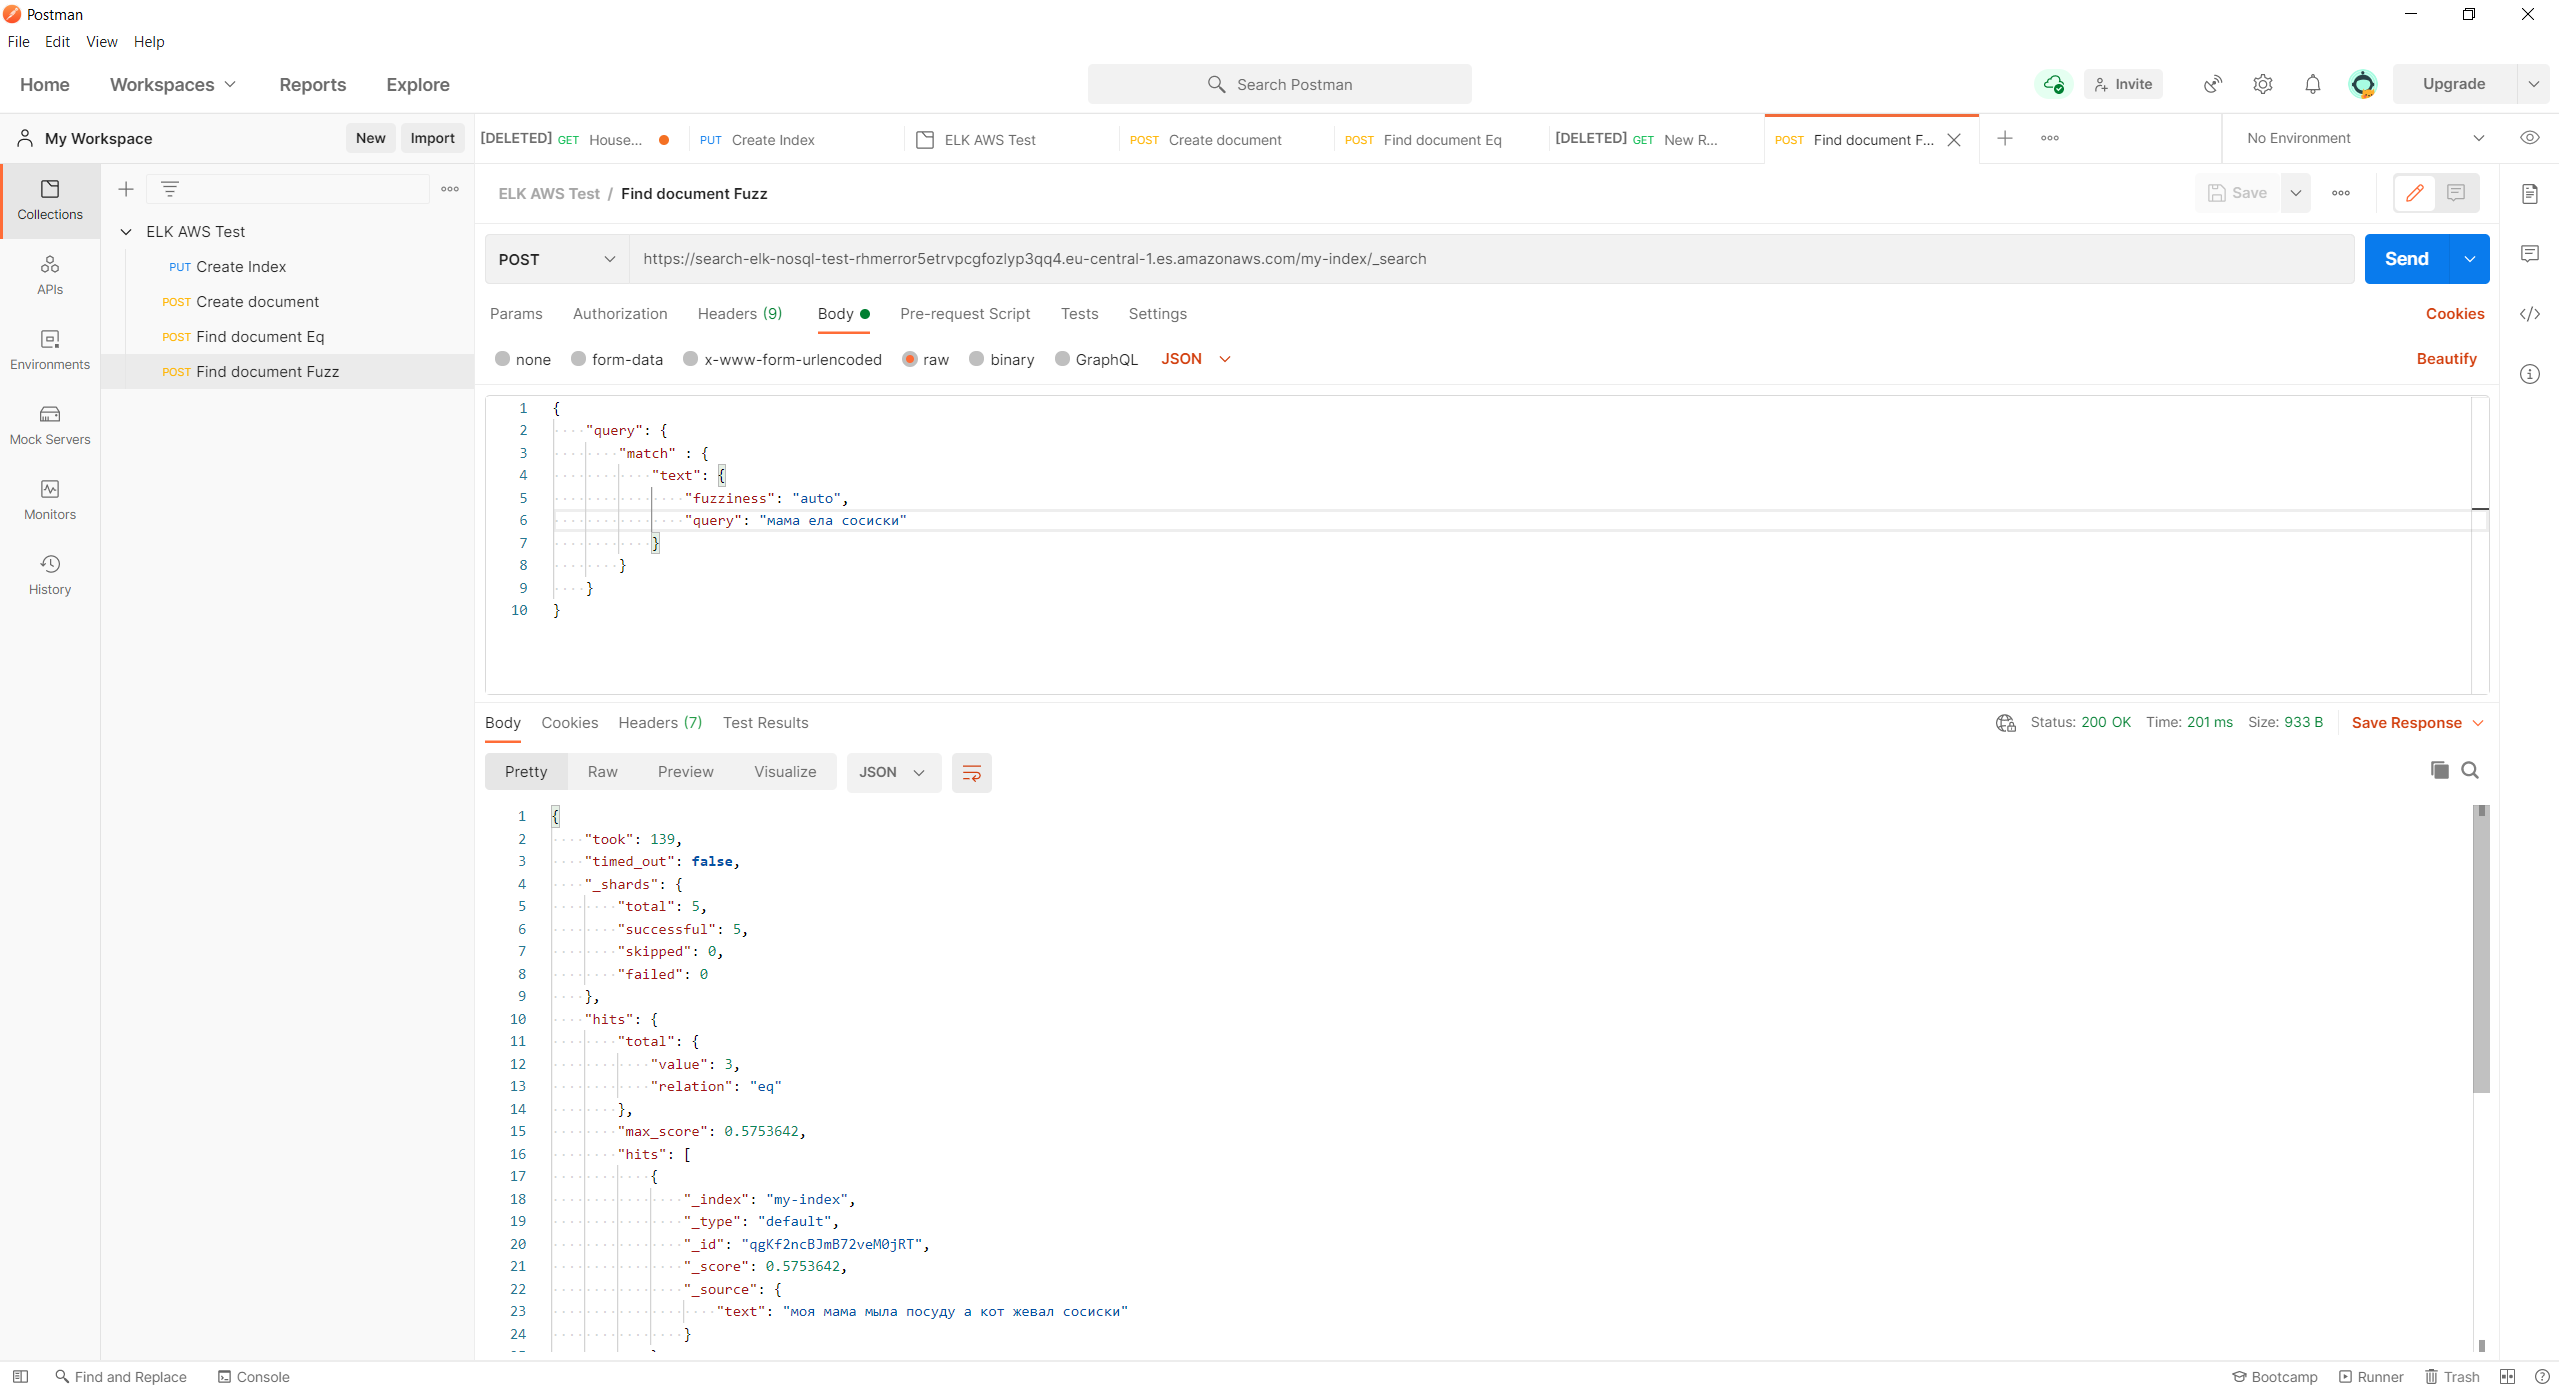 Postman
File Edit View Help
Home Workspaces Reports Explore Search Postman Invite Upgrade
My Workspace New Import [DELETED] GET House... PUT Create Index ELK AWS Test POST Create document POST Find document Eq [DELETED] GET New R... POST Find document F... No Environment
ELK AWS Test / Find document Fuzz Save
Collections
APIs
Environments
Mock Servers
Monitors
History
ELK AWS Test
PUT Create Index
POST Create document
POST Find document Eq
POST Find document Fuzz
POST https://search-elk-nosql-test-rhmerror5etrvpcgfozlyp3qq4.eu-central-1.es.amazonaws.com/my-index/_search Send
Params Authorization Headers (9) Body Pre-request Script Tests Settings Cookies
none form-data x-www-form-urlencoded raw binary GraphQL JSON Beautify
1 {
2 "query": {
3 "match" : {
4 "text": {
5 "fuzziness": "auto",
6 "query": "мама ела сосиски"
7 }
8 }
9 }
10 }
Body Cookies Headers (7) Test Results Status: 200 OK Time: 201 ms Size: 933 B Save Response
Pretty Raw Preview Visualize JSON
1 {
2 "took": 139,
3 "timed_out": false,
4 "_shards": {
5 "total": 5,
6 "successful": 5,
7 "skipped": 0,
8 "failed": 0
9 },
10 "hits": {
11 "total": {
12 "value": 3,
13 "relation": "eq"
14 },
15 "max_score": 0.5753642,
16 "hits": [
17 {
18 "_index": "my-index",
19 "_type": "default",
20 "_id": "qgKf2ncBJmB72veM0jRT",
21 "_score": 0.5753642,
22 "_source": {
23 "text": "моя мама мыла посуду а кот жевал сосиски"
24 }
Find and Replace Console Bootcamp Runner Trash